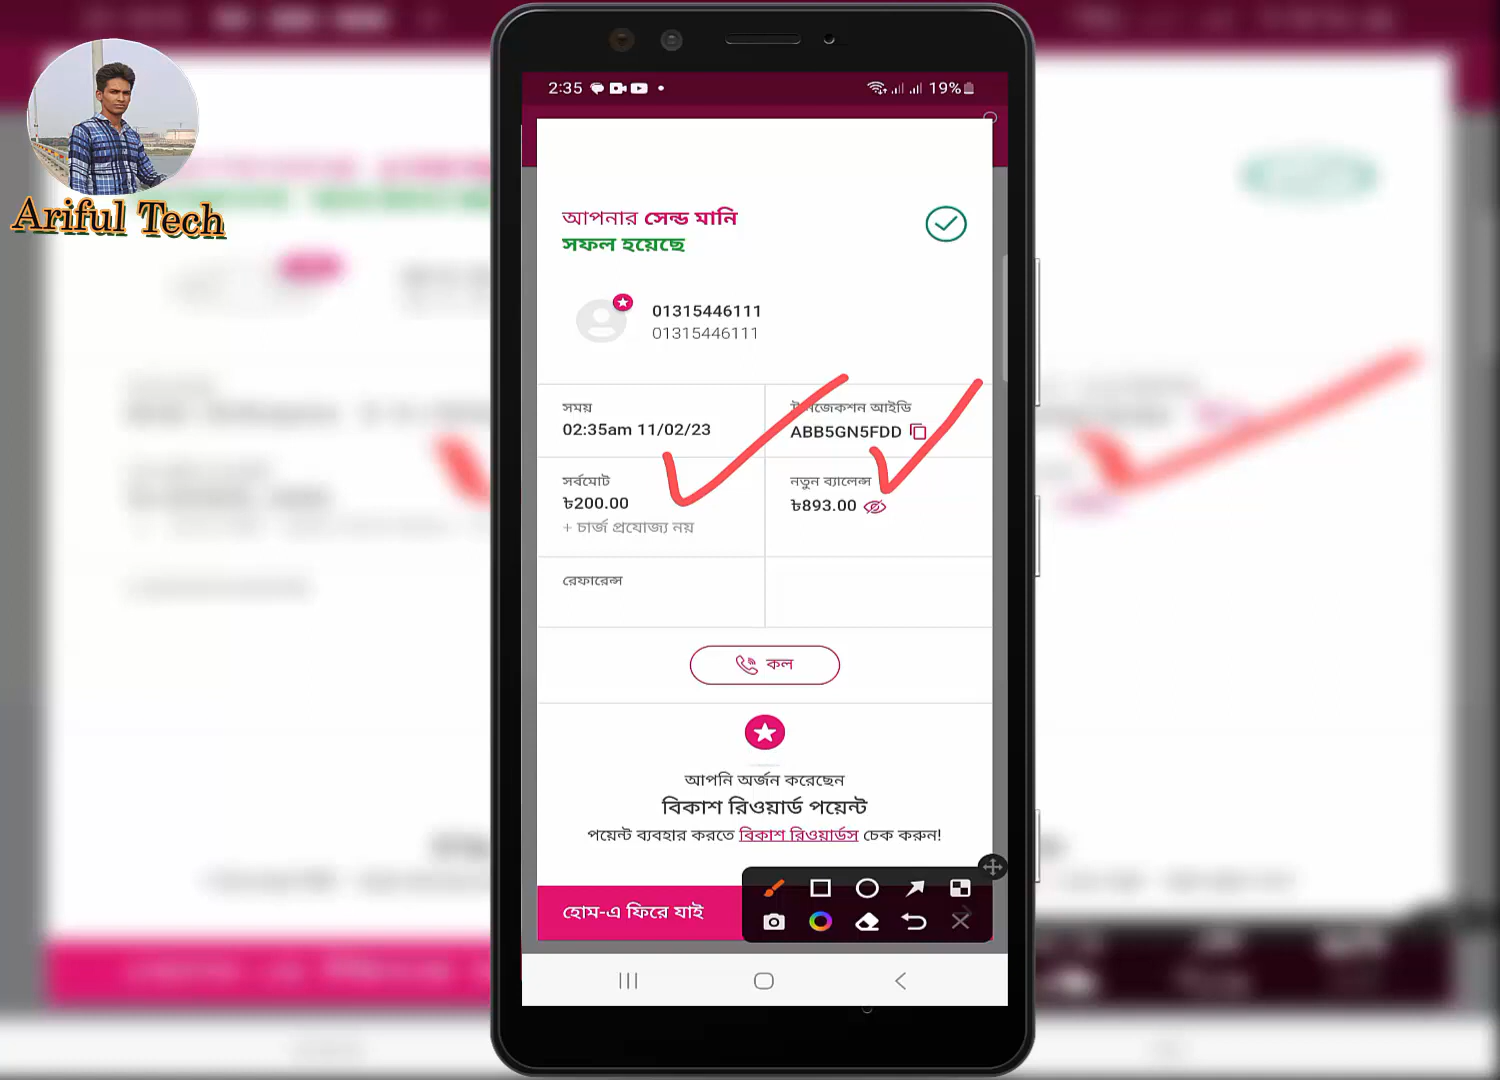 Ariful Tech
2:35
19%
আপনার সেন্ড মানি
সফল হয়েছে
01315446111
01315446111
সময়
02:35am 11/02/23
আইডি
ABB5GN5FDD
সর্বমোট
৳200.00
+ চার্জ প্রযোজ্য নয়
নতুন ব্যালেন্স
৳893.00
রেফারেন্স
কল
আপনি অর্জন করেছেন
বিকাশ রিওয়ার্ড পয়েন্ট
পয়েন্ট ব্যবহার করতে বিকাশ রিওয়ার্ডস চেক করুন!
হোম-এ ফিরে যাই